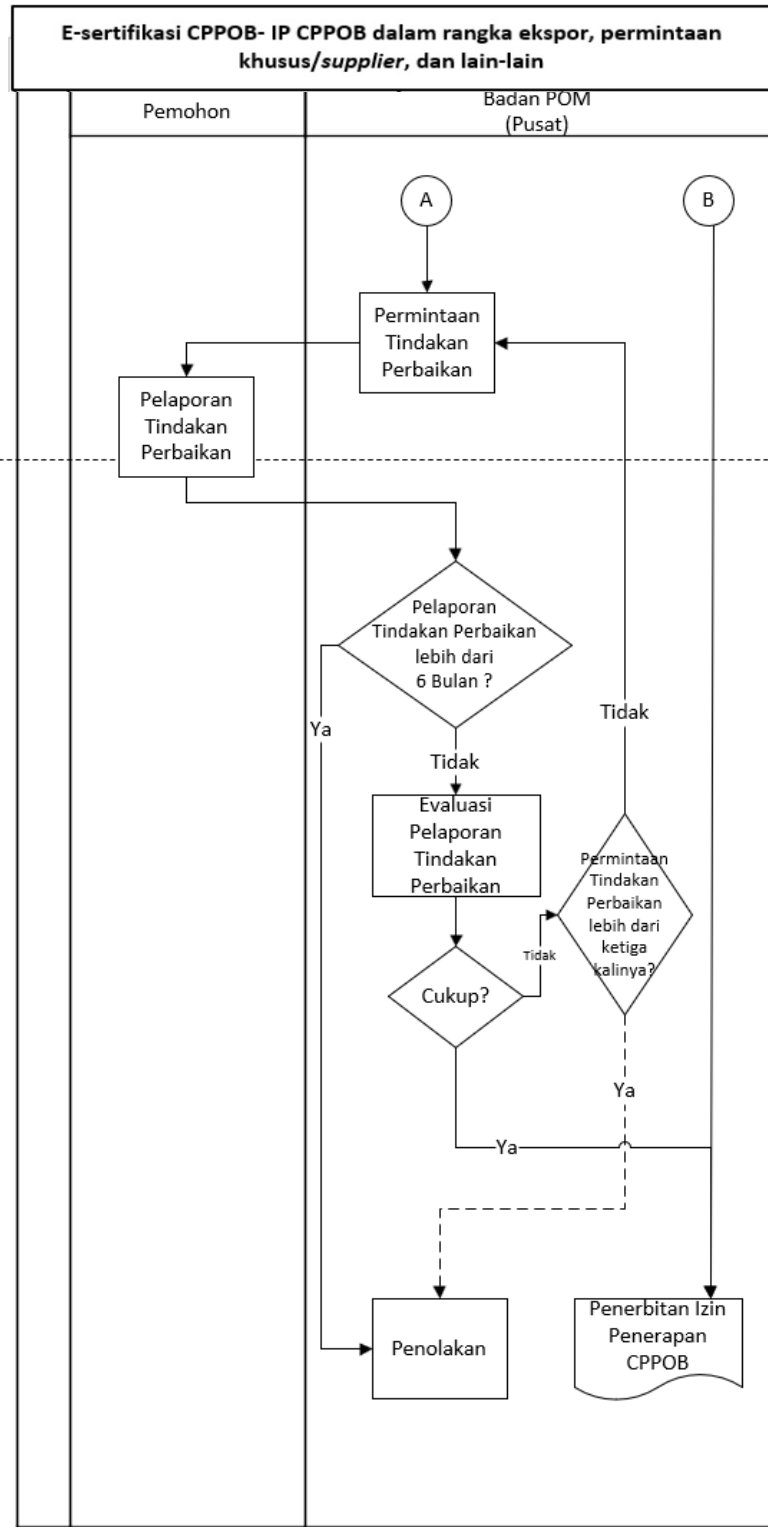 E-sertifikasi CPPOB- IP CPPOB dalam rangka ekspor, permintaan
khusus/supplier, dan lain-lain
Pemohon
Badan POM
(Pusat)
A
B
Permintaan
Tindakan
Perbaikan
Pelaporan
Tindakan
Perbaikan
Pelaporan
Tindakan Perbaikan
lebih dari
6 Bulan ?
Ya
Tidak
Tidak
Evaluasi
Pelaporan
Tindakan
Perbaikan
Permintaan
Tindakan
Perbaikan
lebih dari
ketiga
kalinya?
Tidak
Cukup?
Ya
Ya
Penolakan
Penerbitan Izin
Penerapan
CPPOB